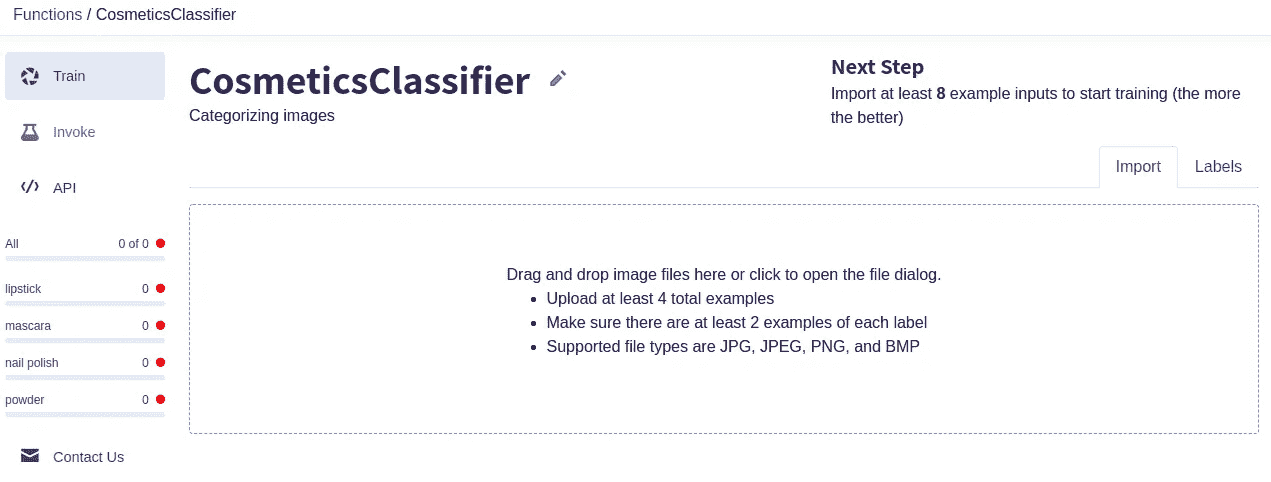 Functions / CosmeticsClassifier
Train
Invoke
API
All 0 of 0
lipstick 0
mascara 0
nail polish 0
powder 0
Contact Us
CosmeticsClassifier
Categorizing images
Next Step
Import at least 8 example inputs to start training (the more
the better)
Import Labels
Drag and drop image files here or click to open the file dialog.
• Upload at least 4 total examples
• Make sure there are at least 2 examples of each label
• Supported file types are JPG, JPEG, PNG, and BMP